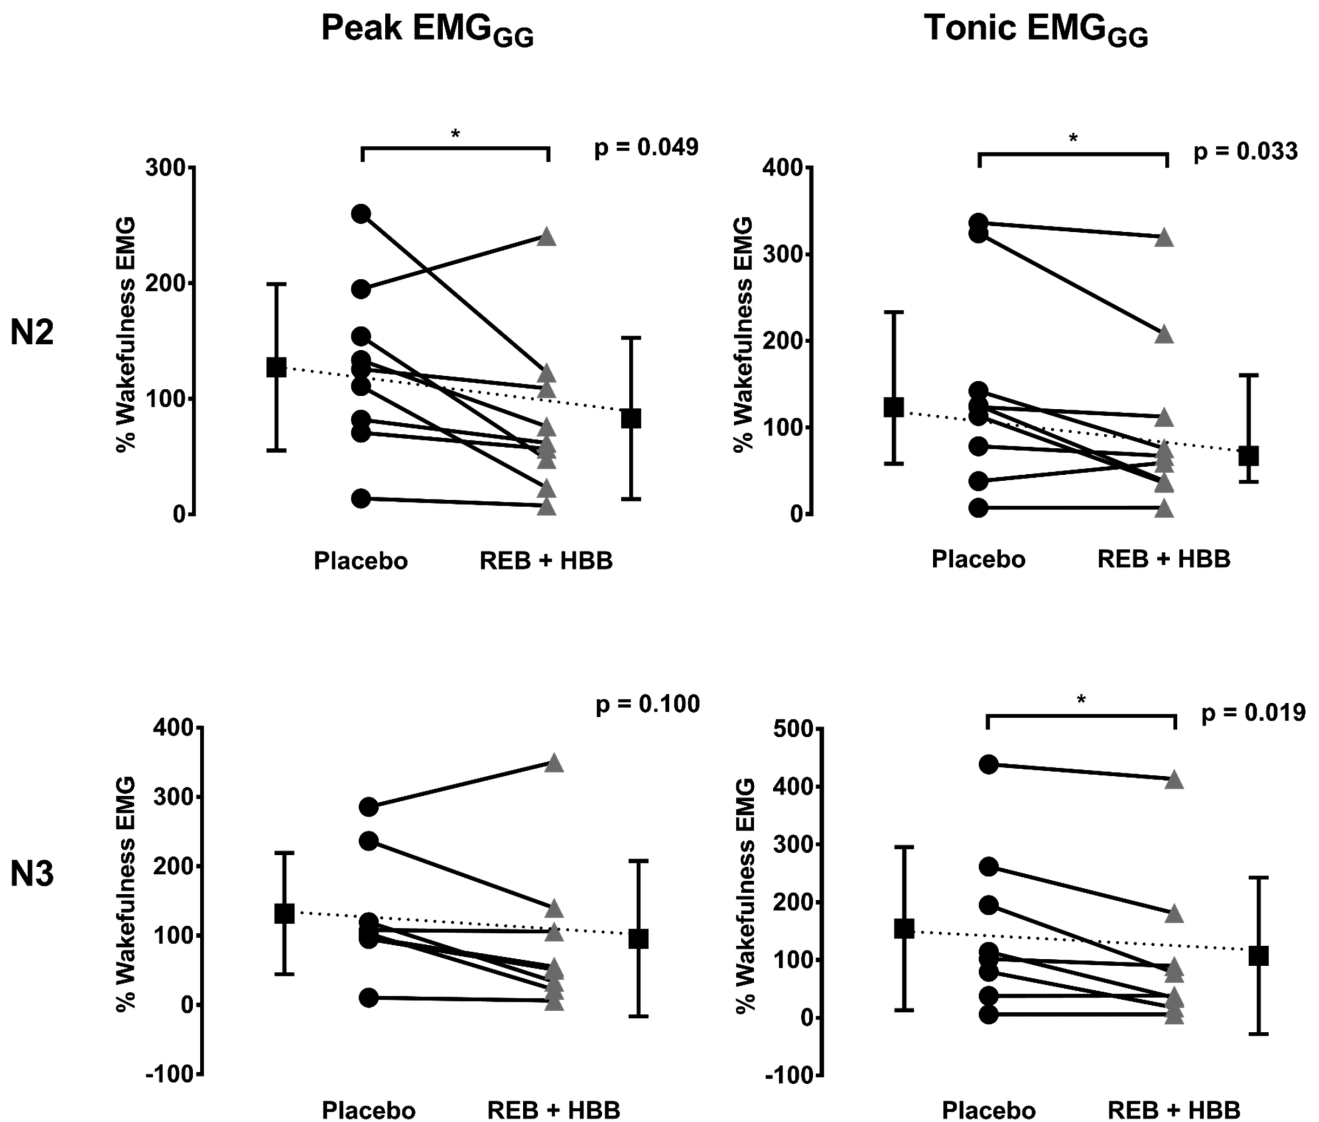 Peak EMGGG
Tonic EMGGG
N2
*
p = 0.049
% Wakefulness EMG
300
200
100
0
Placebo
REB + HBB
*
p = 0.033
% Wakefulness EMG
400
300
200
100
0
Placebo
REB + HBB
N3
p = 0.100
% Wakefulness EMG
400
300
200
100
0
-100
Placebo
REB + HBB
*
p = 0.019
% Wakefulness EMG
500
400
300
200
100
0
-100
Placebo
REB + HBB